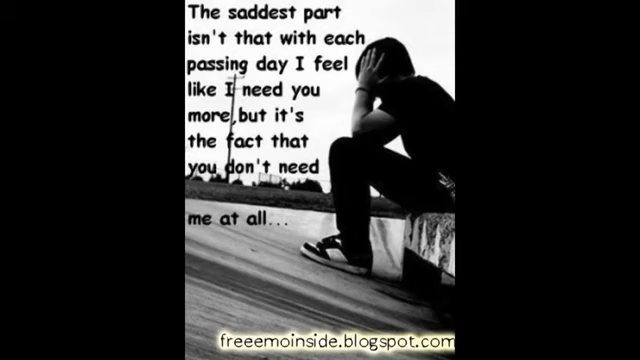 The saddest part
isn't that with each
passing day I feel
like I need you
more,but it's
the fact that
you don't need
me at all...
freeemoinside.blogspot.com